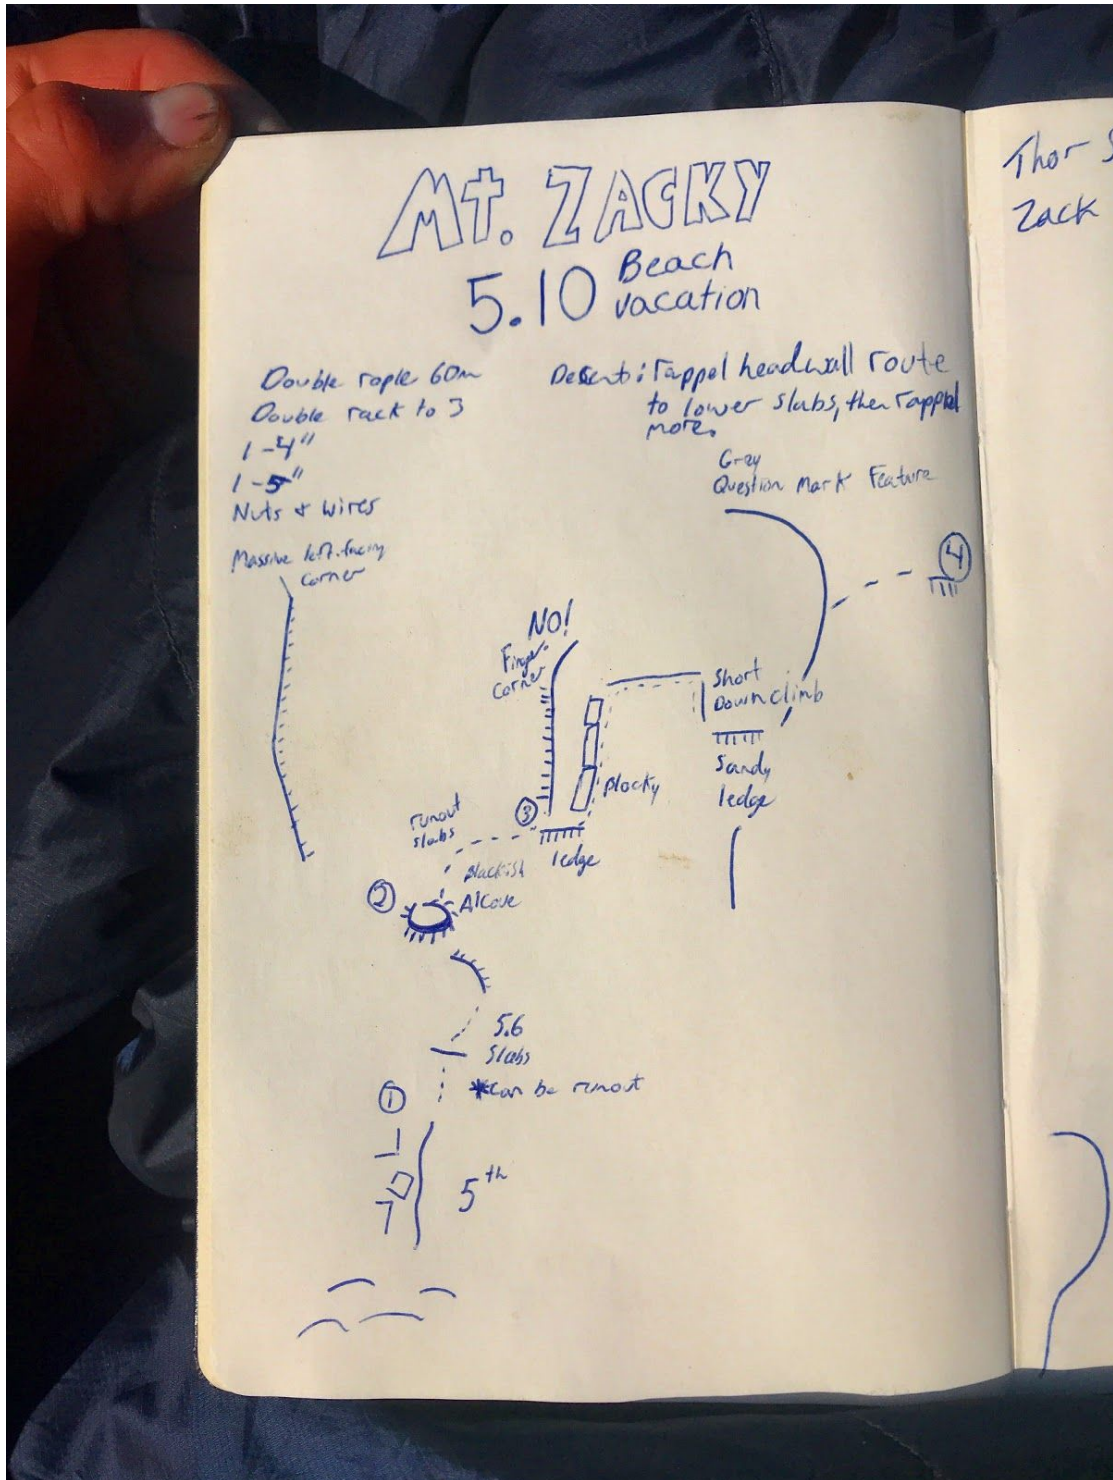 Mt. ZACKY
5.10 Beach
vacation
Double rople 60m
Double rack to 3
1-4"
1-5"
Nuts & wires
Descent: rappel headwall route
to lower slabs, then rappel
more.
Grey
Question Mark Feature
Massive left-facing
corner
4
NO!
Finger
corner
Short
Down climb
Sandy
ledge
Blocky
3
ledge
runout
slabs
Blackish
Alcove
2
5.6
Slabs
*can be runout
1
5th
Thor S
Zack